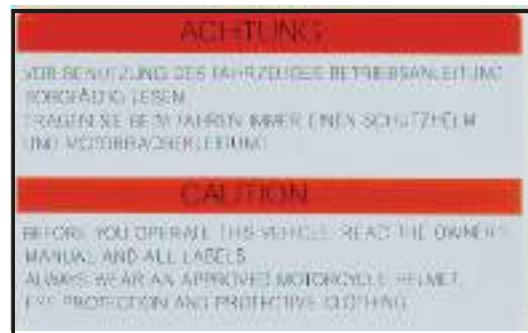 ACHTUNG
VOR BENUTZUNG DES FAHRZEUGES BETRIEBSANLEITUNG
SORGFÄLTIG LESEN
TRAGEN SIE BEIM FAHREN IMMER EINEN SCHUTZHELM
UND MOTORRADBEKLEIDUNG
CAUTION
BEFORE YOU OPERATE THIS VEHICLE, READ THE OWNER'S
MANUAL AND ALL LABELS
ALWAYS WEAR AN APPROVED MOTORCYCLE HELMET,
EYE PROTECTION AND PROTECTIVE CLOTHING